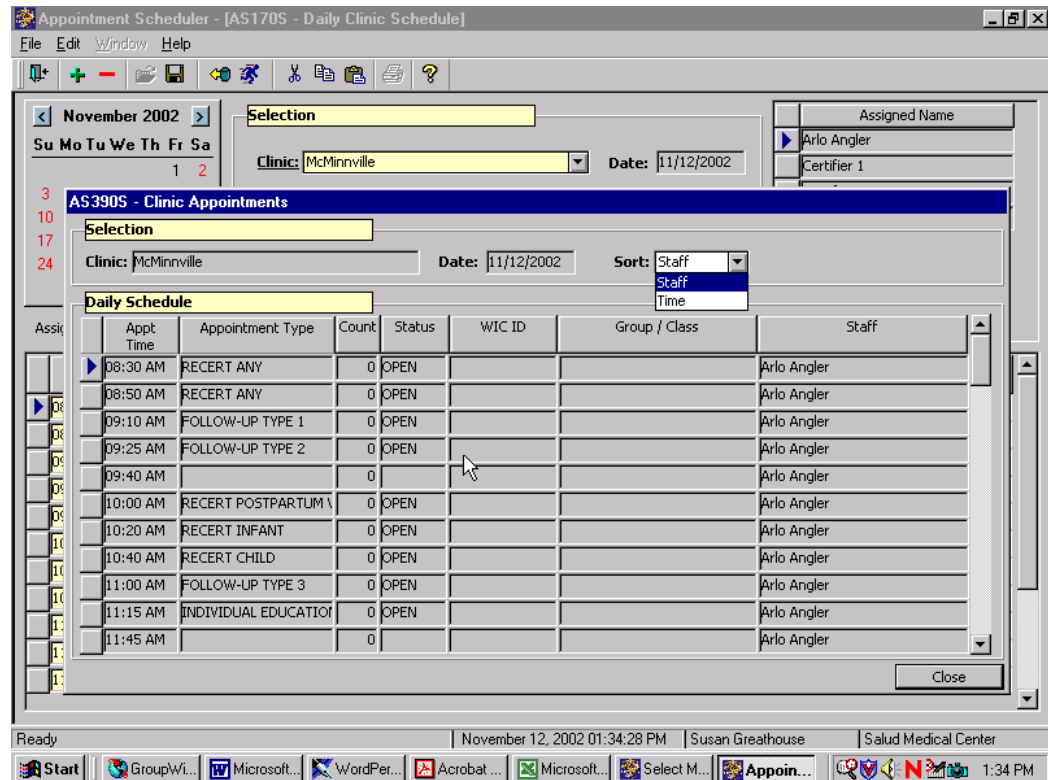 Appointment Scheduler - [AS170S - Daily Clinic Schedule]
File Edit Window Help
November 2002
Selection
Assigned Name
Su Mo Tu We Th Fr Sa
Clinic: McMinnville Date: 11/12/2002
Arlo Angler
1 2
Certifier 1
3
10
17
24
AS390S - Clinic Appointments
Selection
Clinic: McMinnville Date: 11/12/2002 Sort: Staff
Staff
Time
Daily Schedule
Appt Time Appointment Type Count Status WIC ID Group / Class Staff
08:30 AM RECERT ANY 0 OPEN Arlo Angler
08:50 AM RECERT ANY 0 OPEN Arlo Angler
09:10 AM FOLLOW-UP TYPE 1 0 OPEN Arlo Angler
09:25 AM FOLLOW-UP TYPE 2 0 OPEN Arlo Angler
09:40 AM 0 Arlo Angler
10:00 AM RECERT POSTPARTUM 0 OPEN Arlo Angler
10:20 AM RECERT INFANT 0 OPEN Arlo Angler
10:40 AM RECERT CHILD 0 OPEN Arlo Angler
11:00 AM FOLLOW-UP TYPE 3 0 OPEN Arlo Angler
11:15 AM INDIVIDUAL EDUCATION 0 OPEN Arlo Angler
11:45 AM 0 Arlo Angler
Close
Ready November 12, 2002 01:34:28 PM Susan Greathouse Salud Medical Center
Start GroupWi... Microsoft... WordPer... Acrobat ... Microsoft... Select M... Appoin... 1:34 PM